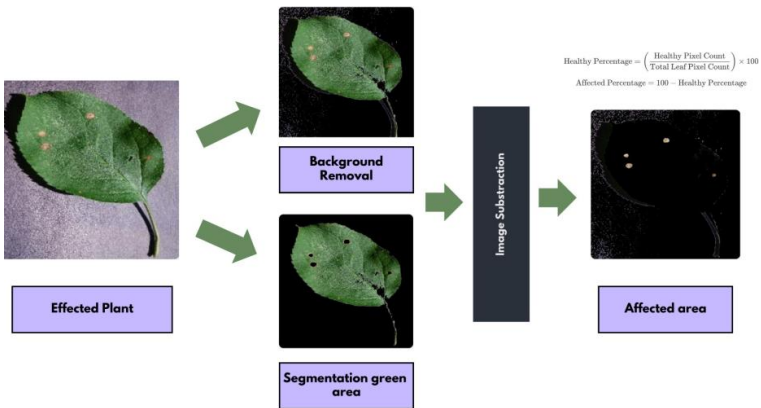 Healthy Percentage = (Healthy Pixel Count / Total Leaf Pixel Count) × 100
Affected Percentage = 100 − Healthy Percentage
Effected Plant
Background
Removal
Segmentation green
area
Image Substraction
Affected area